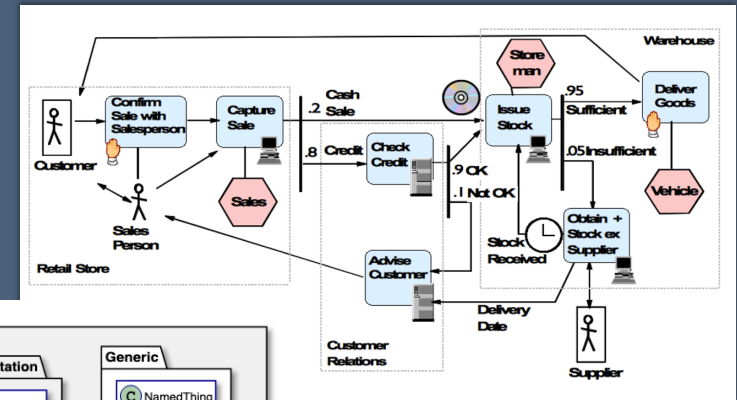 Warehouse
Store
man
Confirm
Sale with
Salesperson
Capture
Sale
.2
Cash
Sale
Issue
Stock
.95
Sufficient
Deliver
Goods
Customer
.8 Credit
Check
Credit
.05 Insufficient
.9 OK
.1 Not OK
Sales
Vehicle
Sales
Person
Obtain +
Stock ex
Supplier
Stock
Received
Advise
Customer
Retail Store
Delivery
Date
Customer
Relations
Supplier
tation
Generic
C NamedThing